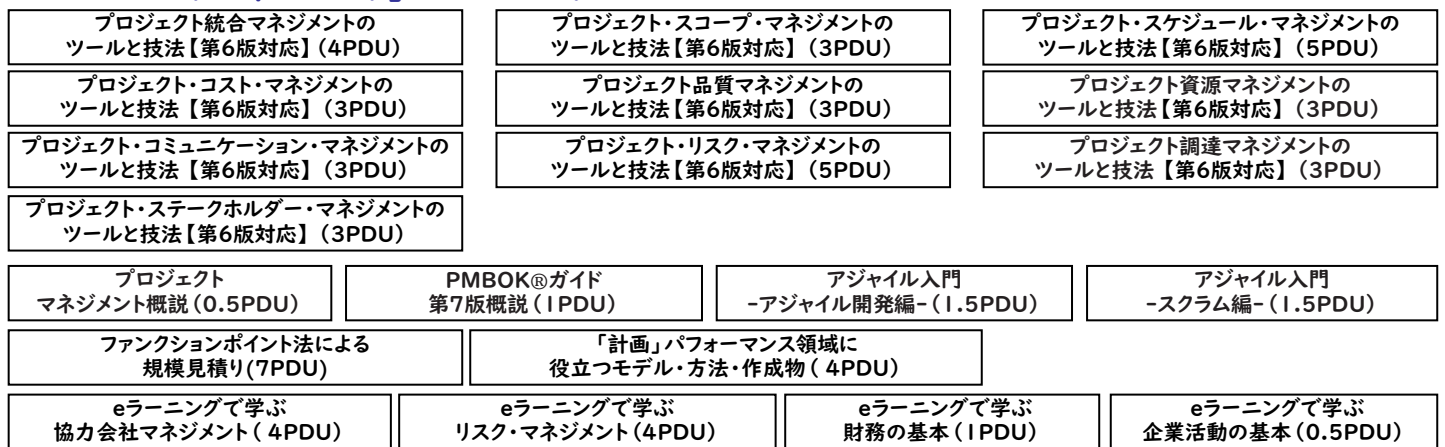 プロジェクト統合マネジメントの
ツールと技法【第6版対応】(4PDU)
プロジェクト・スコープ・マネジメントの
ツールと技法【第6版対応】(3PDU)
プロジェクト・スケジュール・マネジメントの
ツールと技法【第6版対応】(5PDU)
プロジェクト・コスト・マネジメントの
ツールと技法【第6版対応】(3PDU)
プロジェクト品質マネジメントの
ツールと技法【第6版対応】(3PDU)
プロジェクト資源マネジメントの
ツールと技法【第6版対応】(3PDU)
プロジェクト・コミュニケーション・マネジメントの
ツールと技法【第6版対応】(3PDU)
プロジェクト・リスク・マネジメントの
ツールと技法【第6版対応】(5PDU)
プロジェクト調達マネジメントの
ツールと技法【第6版対応】(3PDU)
プロジェクト・ステークホルダー・マネジメントの
ツールと技法【第6版対応】(3PDU)
プロジェクト
マネジメント概説(0.5PDU)
PMBOK®ガイド
第7版概説(1PDU)
アジャイル入門
-アジャイル開発編-(1.5PDU)
アジャイル入門
-スクラム編-(1.5PDU)
ファンクションポイント法による
規模見積り(7PDU)
「計画」パフォーマンス領域に
役立つモデル・方法・作成物(4PDU)
eラーニングで学ぶ
協力会社マネジメント(4PDU)
eラーニングで学ぶ
リスク・マネジメント(4PDU)
eラーニングで学ぶ
財務の基本(1PDU)
eラーニングで学ぶ
企業活動の基本(0.5PDU)